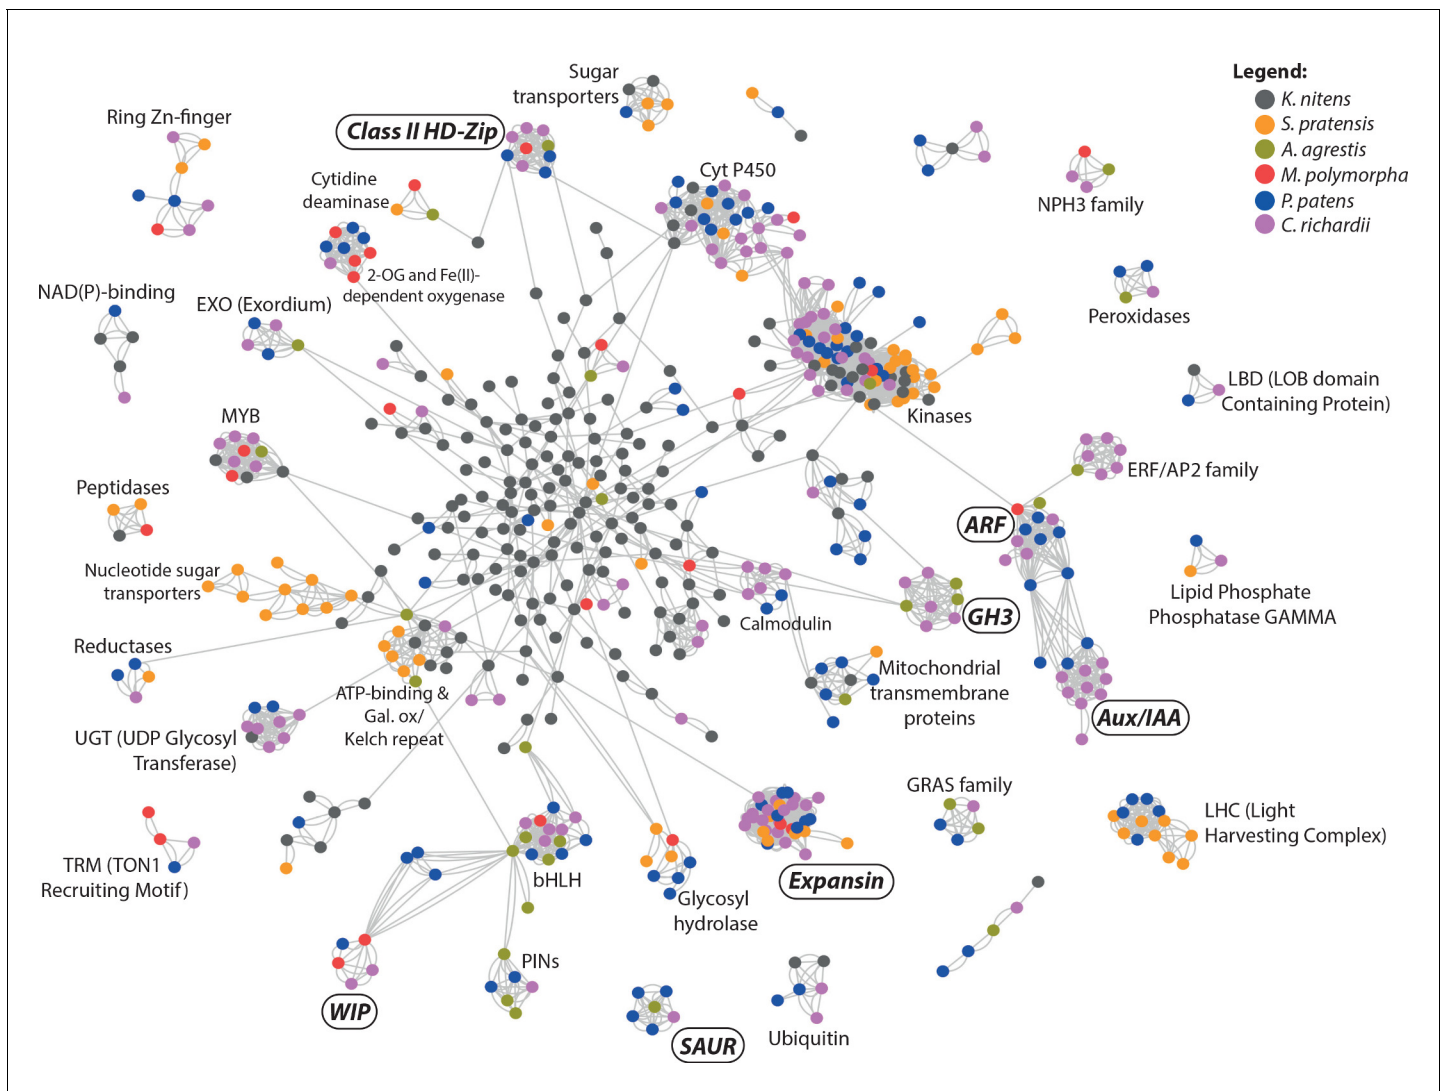 Sugar
transporters
Legend:
K. nitens
S. pratensis
A. agrestis
M. polymorpha
P. patens
C. richardii
Ring Zn-finger
Class II HD-Zip
Cytidine
deaminase
Cyt P450
NPH3 family
2-OG and Fe(II)-
dependent oxygenase
NAD(P)-binding
EXO (Exordium)
Peroxidases
LBD (LOB domain
Containing Protein)
MYB
Kinases
ERF/AP2 family
Peptidases
ARF
Nucleotide sugar
transporters
Lipid Phosphate
Phosphatase GAMMA
GH3
Calmodulin
Reductases
Mitochondrial
transmembrane
proteins
ATP-binding &
Gal. ox/
Kelch repeat
Aux/IAA
UGT (UDP Glycosyl
Transferase)
GRAS family
LHC (Light
Harvesting Complex)
TRM (TON1
Recruiting Motif)
bHLH
Expansin
Glycosyl
hydrolase
PINs
WIP
SAUR
Ubiquitin